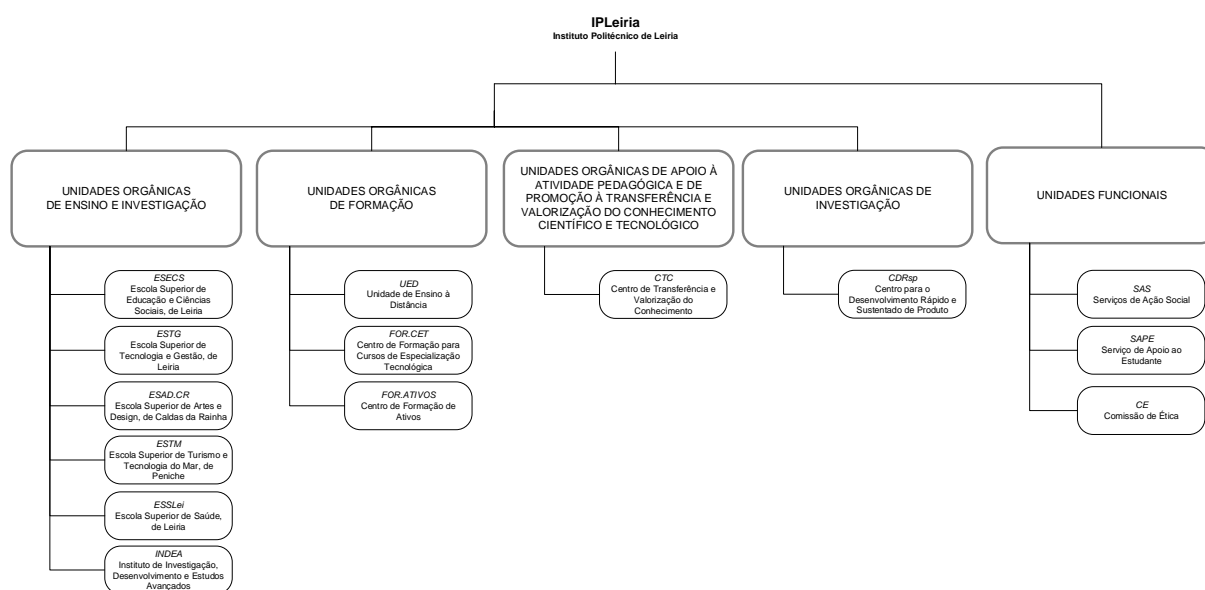 IPLeiria
Instituto Politécnico de Leiria
UNIDADES ORGÂNICAS
DE ENSINO E INVESTIGAÇÃO
ESECS
Escola Superior de
Educação e Ciências
Sociais, de Leiria
ESTG
Escola Superior de
Tecnologia e Gestão, de
Leiria
ESAD.CR
Escola Superior de Artes e
Design, de Caldas da Rainha
ESTM
Escola Superior de Turismo e
Tecnologia do Mar, de
Peniche
ESSLei
Escola Superior de Saúde,
de Leiria
INDEA
Instituto de Investigação,
Desenvolvimento e Estudos
Avançados
UNIDADES ORGÂNICAS
DE FORMAÇÃO
UED
Unidade de Ensino à
Distância
FOR.CET
Centro de Formação para
Cursos de Especialização
Tecnológica
FOR.ATIVOS
Centro de Formação de
Ativos
UNIDADES ORGÂNICAS DE APOIO À
ATIVIDADE PEDAGÓGICA E DE
PROMOÇÃO À TRANSFERÊNCIA E
VALORIZAÇÃO DO CONHECIMENTO
CIENTÍFICO E TECNOLÓGICO
CTC
Centro de Transferência e
Valorização do
Conhecimento
UNIDADES ORGÂNICAS DE
INVESTIGAÇÃO
CDRsp
Centro para o
Desenvolvimento Rápido e
Sustentado de Produto
UNIDADES FUNCIONAIS
SAS
Serviços de Ação Social
SAPE
Serviço de Apoio ao
Estudante
CE
Comissão de Ética